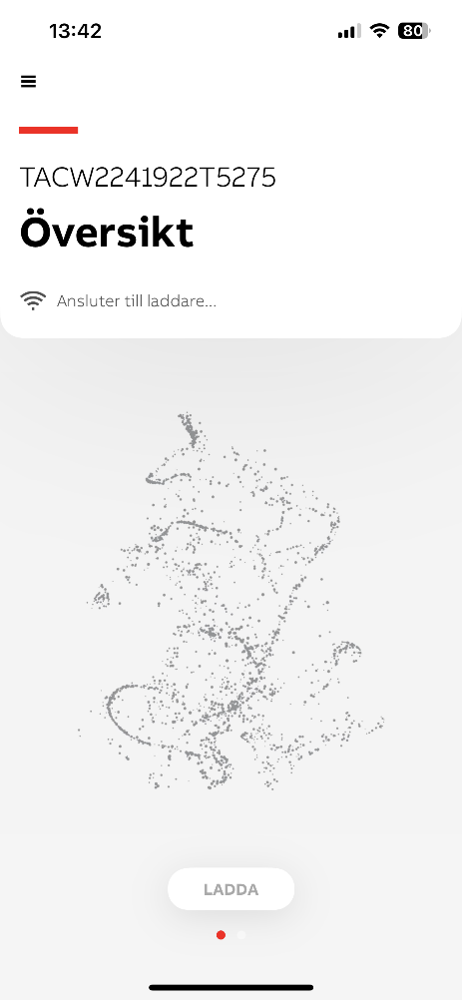 13:42
80
TACW2241922T5275
Översikt
Ansluter till laddare...
LADDA